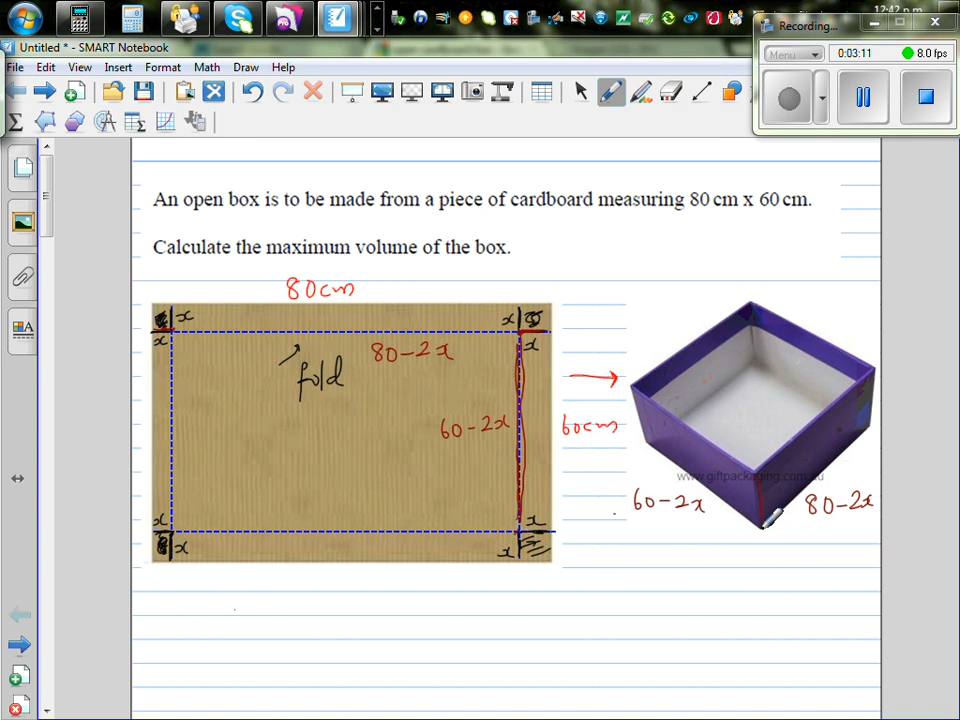 12:42 p.m.
Recording...
Untitled * - SMART Notebook
File Edit View Insert Format Math Draw Help
Menu
0:03:11
8.0 fps
An open box is to be made from a piece of cardboard measuring 80 cm x 60 cm.
Calculate the maximum volume of the box.
80cm
x
x
x
x
80-2x
fold
60-2x
60cm
www.giftpackaging.com.au
60-2x
80-2x
x
x
x
x